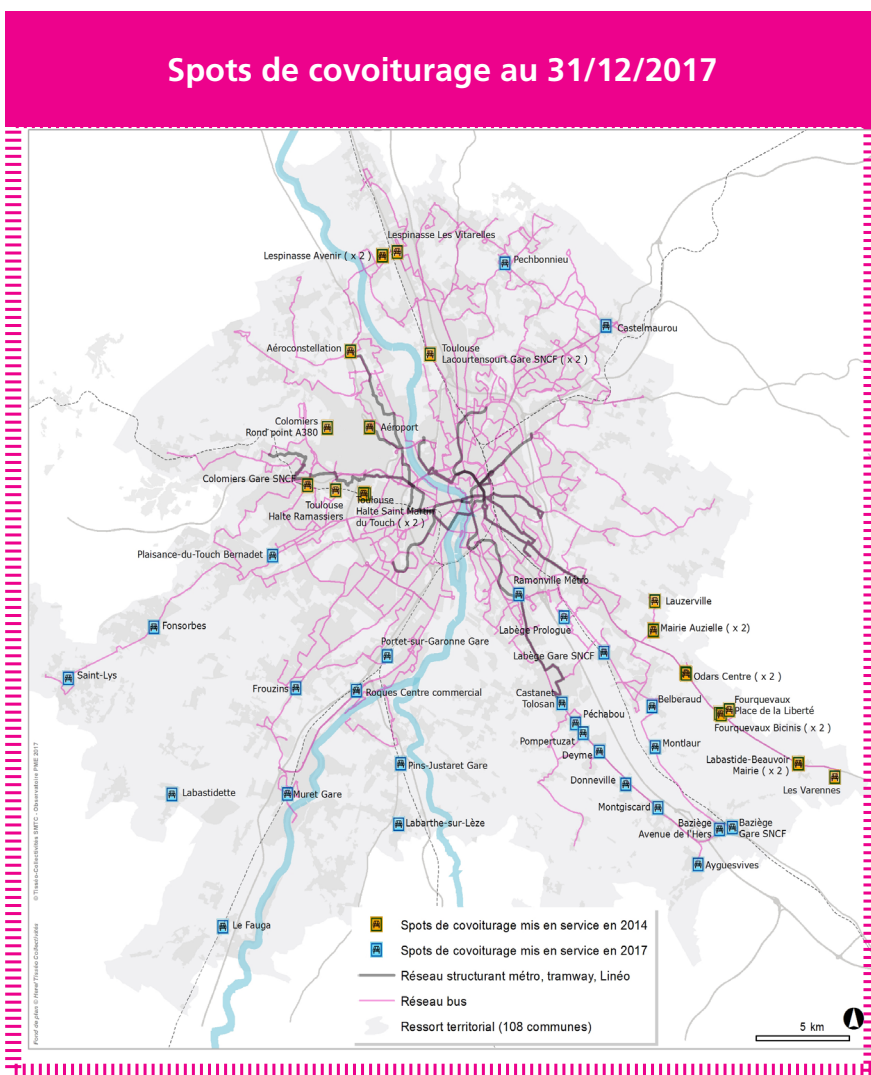 Spots de covoiturage au 31/12/2017
Lespinasse Les Vitarelles
Lespinasse Avenir ( x 2 )
Pechbonnieu
Castelmaurou
Aéroconstellation
Toulouse
Lacourtensourt Gare SNCF ( x 2 )
Colomiers
Rond point A380
Aéroport
Colomiers Gare SNCF
Toulouse
Halte Ramassiers
Toulouse
Halte Saint Martin
du Touch ( x 2 )
Plaisance-du-Touch Bernadet
Ramonville Métro
Lauzerville
Fonsorbes
Labège Prologue
Mairie Auzielle ( x 2)
Portet-sur-Garonne Gare
Labège Gare SNCF
Saint-Lys
Odars Centre ( x 2 )
Frouzins
Roques Centre commercial
Castanet
Tolosan
Belberaud
Fourquevaux
Place de la Liberté
Fourquevaux Bicinis ( x 2 )
Péchabou
Pompertuzat
Deyme
Montlaur
Labastide-Beauvoir
Mairie ( x 2 )
Pins-Justaret Gare
Les Varennes
Donneville
Labastidette
Muret Gare
Montgiscard
Labarthe-sur-Lèze
Baziège
Avenue de l'Hers
Baziège
Gare SNCF
Ayguesvives
Le Fauga
Spots de covoiturage mis en service en 2014
Spots de covoiturage mis en service en 2017
Réseau structurant métro, tramway, Linéo
Réseau bus
Ressort territorial (108 communes)
5 km
© Tisséo-Collectivités SMTC - Observatoire PME 2017